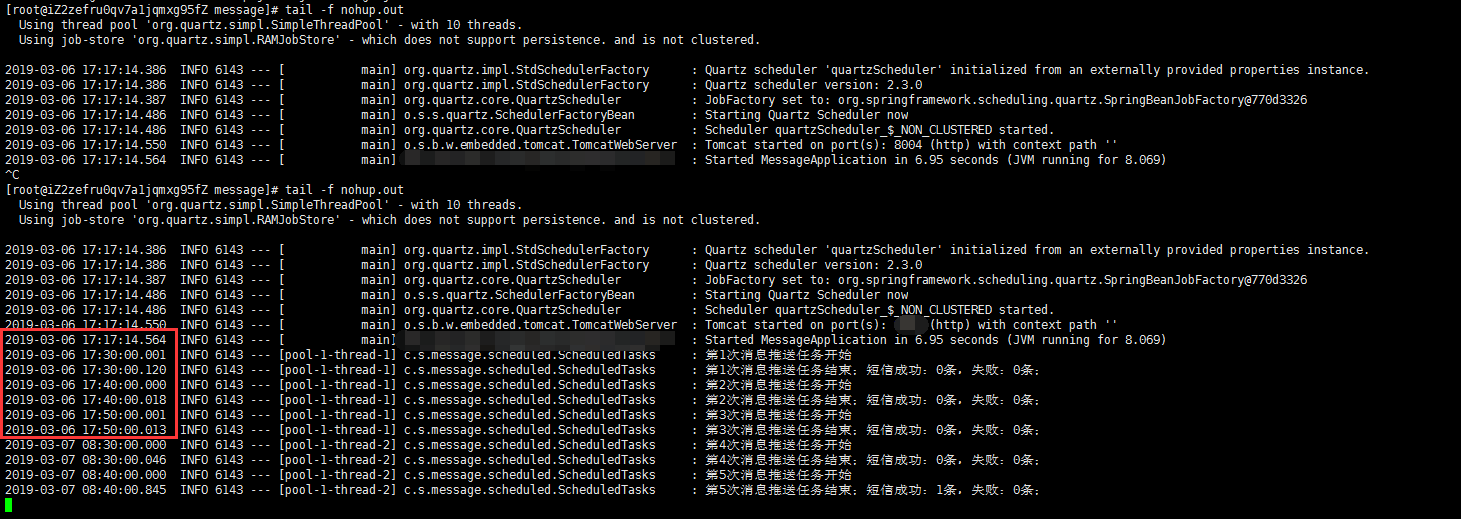 [root@iZ2zefru0qv7a1jqmxg95fZ message]# tail -f nohup.out
Using thread pool 'org.quartz.simpl.SimpleThreadPool' - with 10 threads.
Using job-store 'org.quartz.simpl.RAMJobStore' - which does not support persistence. and is not clustered.
2019-03-06 17:17:14.386 INFO 6143 --- [ main] org.quartz.impl.StdSchedulerFactory : Quartz scheduler 'quartzScheduler' initialized from an externally provided properties instance.
2019-03-06 17:17:14.386 INFO 6143 --- [ main] org.quartz.impl.StdSchedulerFactory : Quartz scheduler version: 2.3.0
2019-03-06 17:17:14.387 INFO 6143 --- [ main] org.quartz.core.QuartzScheduler : JobFactory set to: org.springframework.scheduling.quartz.SpringBeanJobFactory@770d3326
2019-03-06 17:17:14.486 INFO 6143 --- [ main] o.s.s.quartz.SchedulerFactoryBean : Starting Quartz Scheduler now
2019-03-06 17:17:14.486 INFO 6143 --- [ main] org.quartz.core.QuartzScheduler : Scheduler quartzScheduler_$_NON_CLUSTERED started.
2019-03-06 17:17:14.550 INFO 6143 --- [ main] o.s.b.w.embedded.tomcat.TomcatWebServer : Tomcat started on port(s): 8004 (http) with context path ''
2019-03-06 17:17:14.564 INFO 6143 --- [ main] : Started MessageApplication in 6.95 seconds (JVM running for 8.069)
^C
[root@iZ2zefru0qv7a1jqmxg95fZ message]# tail -f nohup.out
Using thread pool 'org.quartz.simpl.SimpleThreadPool' - with 10 threads.
Using job-store 'org.quartz.simpl.RAMJobStore' - which does not support persistence. and is not clustered.
2019-03-06 17:17:14.386 INFO 6143 --- [ main] org.quartz.impl.StdSchedulerFactory : Quartz scheduler 'quartzScheduler' initialized from an externally provided properties instance.
2019-03-06 17:17:14.386 INFO 6143 --- [ main] org.quartz.impl.StdSchedulerFactory : Quartz scheduler version: 2.3.0
2019-03-06 17:17:14.387 INFO 6143 --- [ main] org.quartz.core.QuartzScheduler : JobFactory set to: org.springframework.scheduling.quartz.SpringBeanJobFactory@770d3326
2019-03-06 17:17:14.486 INFO 6143 --- [ main] o.s.s.quartz.SchedulerFactoryBean : Starting Quartz Scheduler now
2019-03-06 17:17:14.486 INFO 6143 --- [ main] org.quartz.core.QuartzScheduler : Scheduler quartzScheduler_$_NON_CLUSTERED started.
2019-03-06 17:17:14.550 INFO 6143 --- [ main] o.s.b.w.embedded.tomcat.TomcatWebServer : Tomcat started on port(s): (http) with context path ''
2019-03-06 17:17:14.564 INFO 6143 --- [ main] : Started MessageApplication in 6.95 seconds (JVM running for 8.069)
2019-03-06 17:30:00.001 INFO 6143 --- [pool-1-thread-1] c.s.message.scheduled.ScheduledTasks : 第1次消息推送任务开始
2019-03-06 17:30:00.120 INFO 6143 --- [pool-1-thread-1] c.s.message.scheduled.ScheduledTasks : 第1次消息推送任务结束；短信成功：0条，失败：0条；
2019-03-06 17:40:00.000 INFO 6143 --- [pool-1-thread-1] c.s.message.scheduled.ScheduledTasks : 第2次消息推送任务开始
2019-03-06 17:40:00.018 INFO 6143 --- [pool-1-thread-1] c.s.message.scheduled.ScheduledTasks : 第2次消息推送任务结束；短信成功：0条，失败：0条；
2019-03-06 17:50:00.001 INFO 6143 --- [pool-1-thread-1] c.s.message.scheduled.ScheduledTasks : 第3次消息推送任务开始
2019-03-06 17:50:00.013 INFO 6143 --- [pool-1-thread-1] c.s.message.scheduled.ScheduledTasks : 第3次消息推送任务结束；短信成功：0条，失败：0条；
2019-03-07 08:30:00.000 INFO 6143 --- [pool-1-thread-2] c.s.message.scheduled.ScheduledTasks : 第4次消息推送任务开始
2019-03-07 08:30:00.046 INFO 6143 --- [pool-1-thread-2] c.s.message.scheduled.ScheduledTasks : 第4次消息推送任务结束；短信成功：0条，失败：0条；
2019-03-07 08:40:00.000 INFO 6143 --- [pool-1-thread-2] c.s.message.scheduled.ScheduledTasks : 第5次消息推送任务开始
2019-03-07 08:40:00.845 INFO 6143 --- [pool-1-thread-2] c.s.message.scheduled.ScheduledTasks : 第5次消息推送任务结束；短信成功：1条，失败：0条；